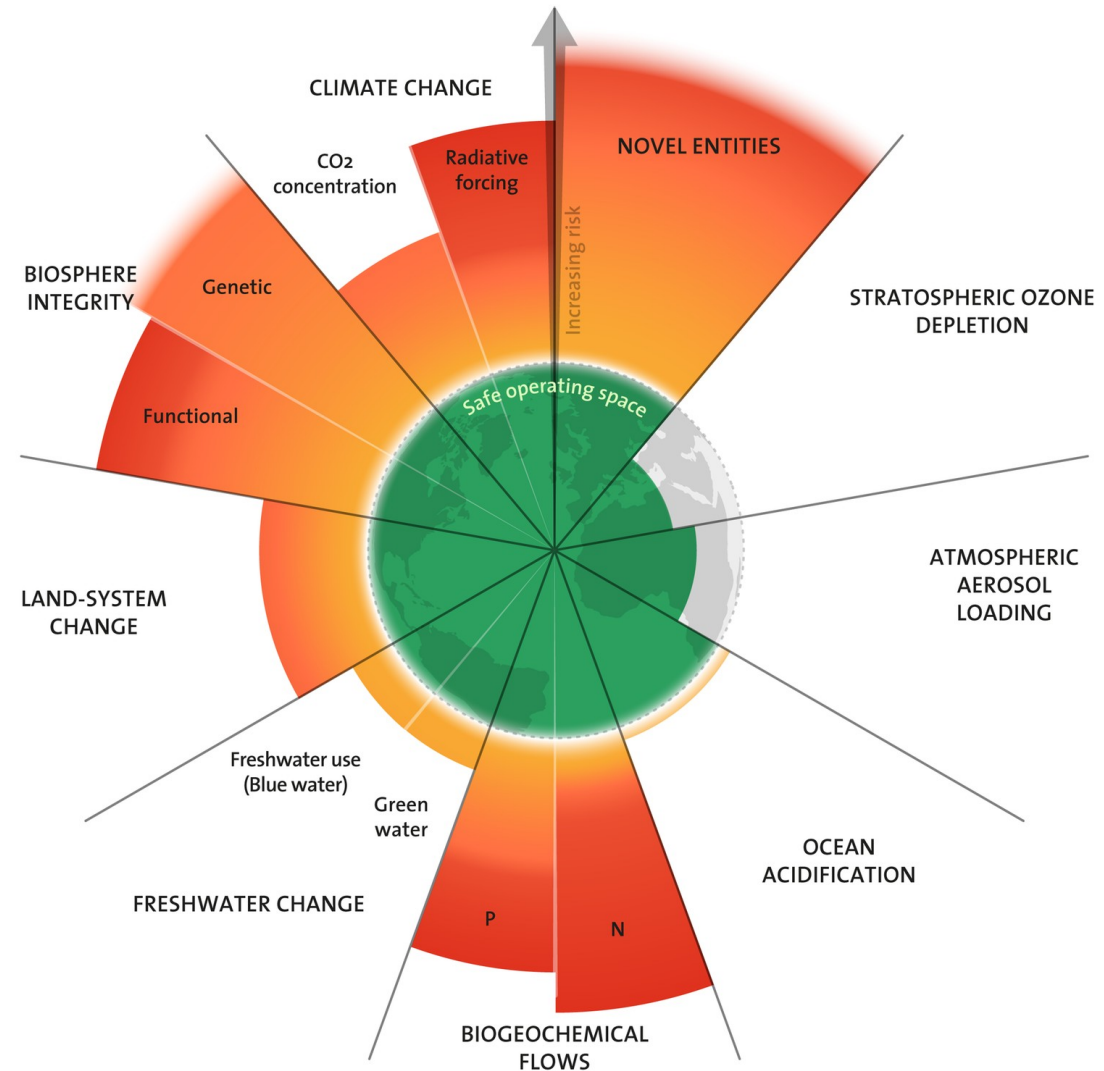 CLIMATE CHANGE
CO2
concentration
Radiative
forcing
NOVEL ENTITIES
Increasing risk
BIOSPHERE
INTEGRITY
Genetic
Functional
STRATOSPHERIC OZONE
DEPLETION
Safe operating space
ATMOSPHERIC
AEROSOL
LOADING
LAND-SYSTEM
CHANGE
Freshwater use
(Blue water)
Green
water
FRESHWATER CHANGE
OCEAN
ACIDIFICATION
P
N
BIOGEOCHEMICAL
FLOWS